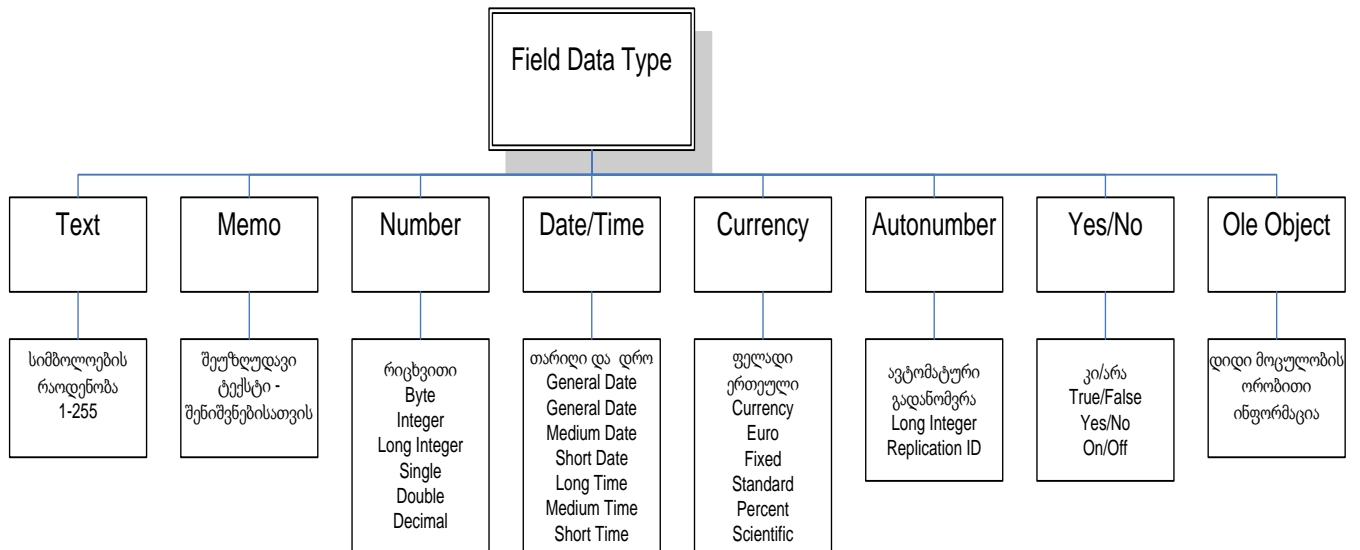 Field Data Type
Text
Memo
Number
Date/Time
Currency
Autonumber
Yes/No
Ole Object
სიმბოლოების
რაოდენობა
1-255
შეუზღუდავი
ტექსტი -
შენიშვნებისათვის
რიცხვითი
Byte
Integer
Long Integer
Single
Double
Decimal
თარიღი და დრო
General Date
General Date
Medium Date
Short Date
Long Time
Medium Time
Short Time
ფელადი
ერთეული
Currency
Euro
Fixed
Standard
Percent
Scientific
ავტომატური
გადანომვრა
Long Integer
Replication ID
კი/არა
True/False
Yes/No
On/Off
დიდი მოცულობის
ორობითი
ინფორმაცია